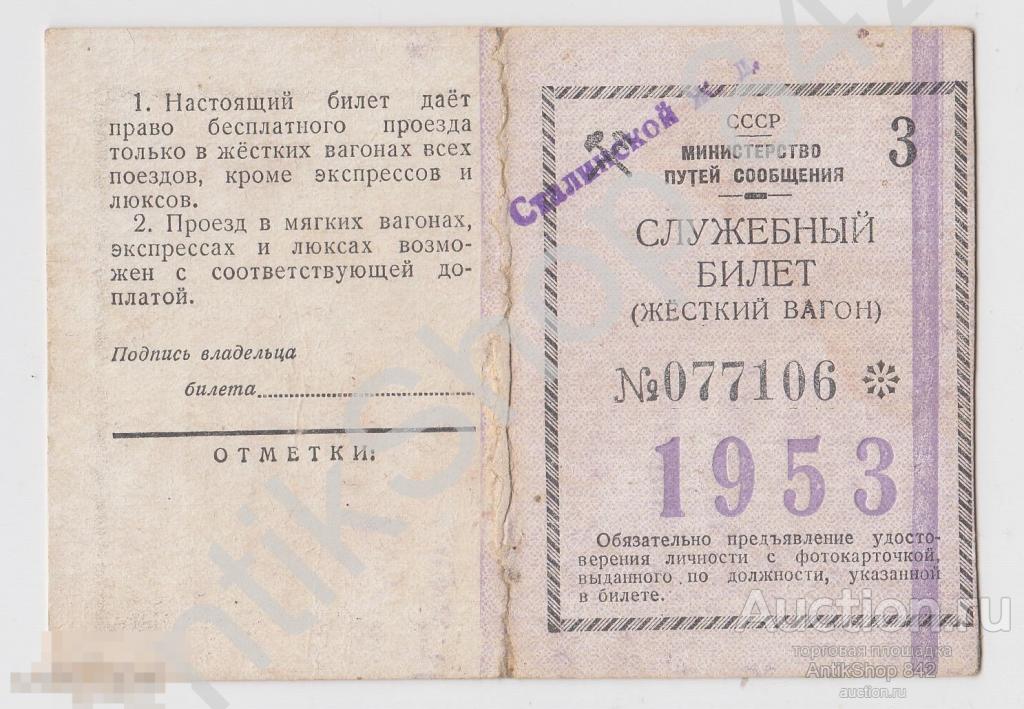 1. Настоящий билет даёт
право бесплатного проезда
только в жёстких вагонах всех
поездов, кроме экспрессов и
люксов.
2. Проезд в мягких вагонах,
экспрессах и люксах возмо-
жен с соответствующей до-
платой.
Подпись владельца
билета
ОТМЕТКИ:
Сталинской ж. д.
СССР
3
МИНИСТЕРСТВО
ПУТЕЙ СООБЩЕНИЯ
СЛУЖЕБНЫЙ
БИЛЕТ
(ЖЁСТКИЙ ВАГОН)
№077106
1953
Обязательно предъявление удосто-
верения личности с фотокарточкой,
выданного по должности, указанной
в билете.
Auction.ru
торговая площадка
AntikShop 842
auction.ru
AntikShop 842